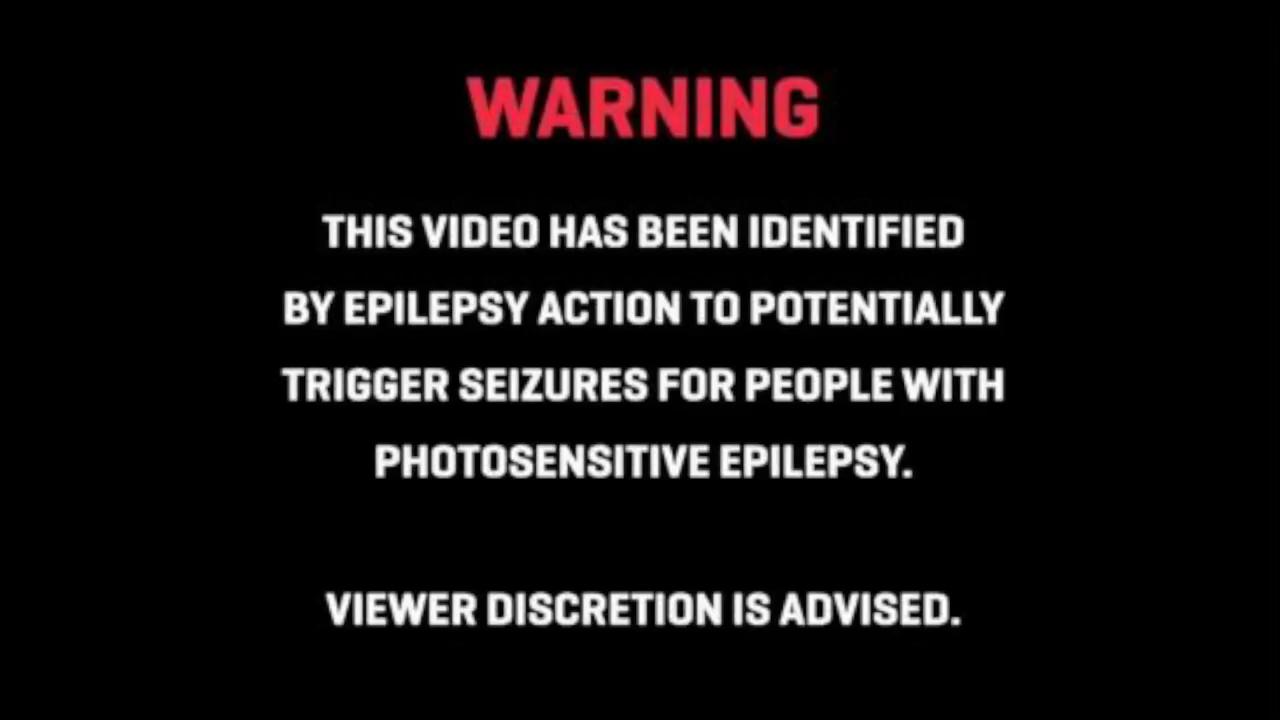 WARNING
THIS VIDEO HAS BEEN IDENTIFIED
BY EPILEPSY ACTION TO POTENTIALLY
TRIGGER SEIZURES FOR PEOPLE WITH
PHOTOSENSITIVE EPILEPSY.
VIEWER DISCRETION IS ADVISED.